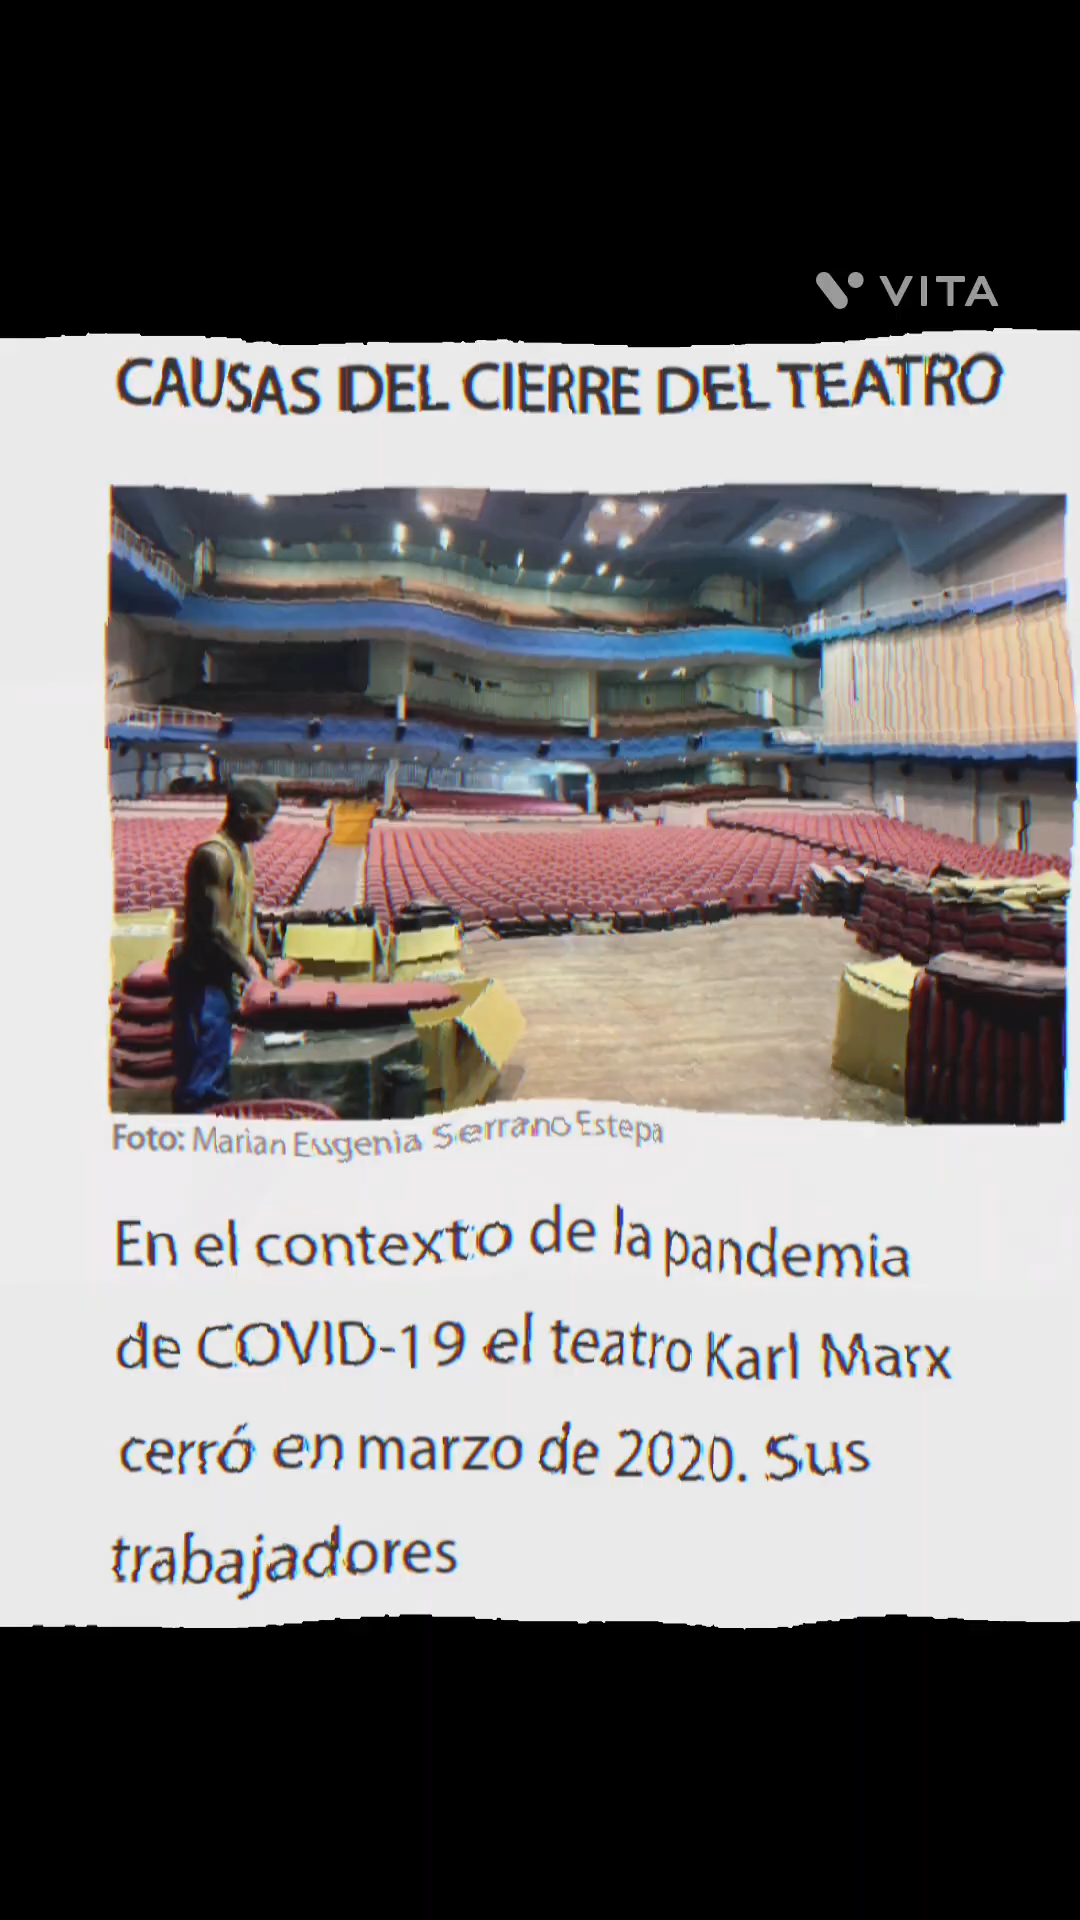 VITA
CAUSAS DEL CIERRE DEL TEATRO
Foto: Marian Eugenia Serrano Estepa
En el contexto de la pandemia
de COVID-19 el teatro Karl Marx
cerró en marzo de 2020. Sus
trabajadores